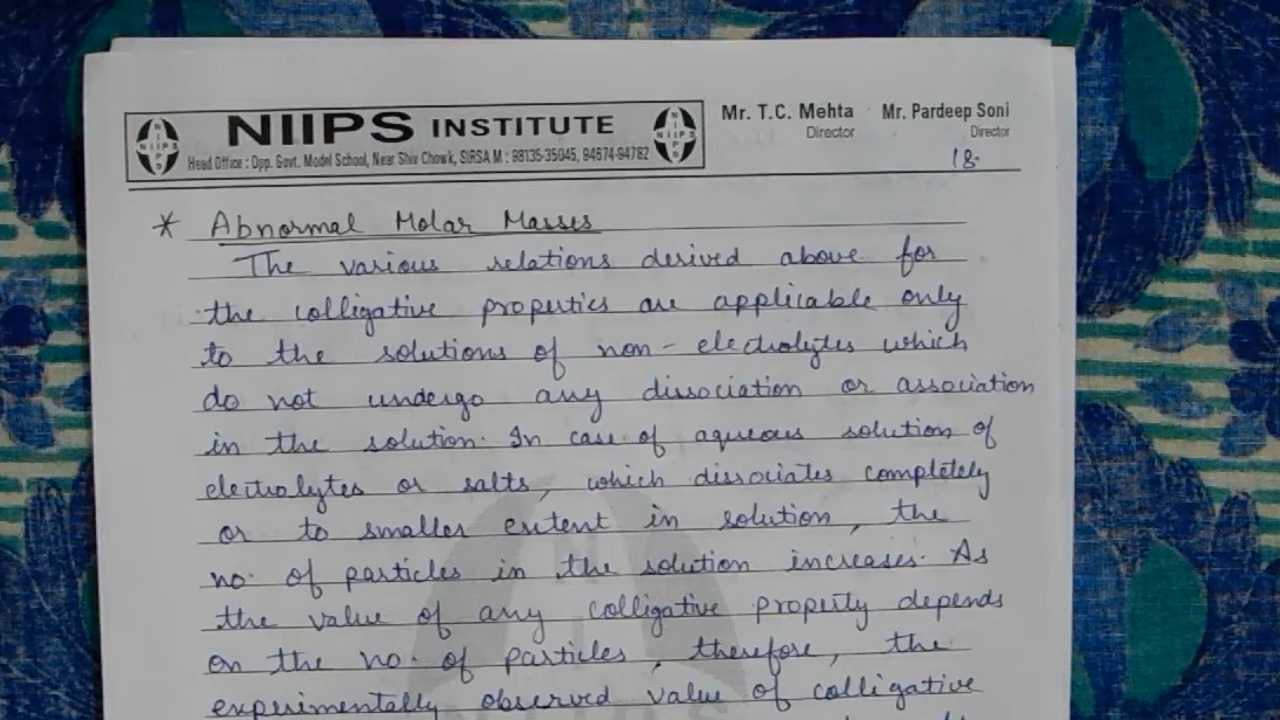 NIIPS INSTITUTE
Head Office : Opp. Govt. Model School, Near Shiv Chowk, SIRSA M : 98135-35045, 94674-94782
Mr. T.C. Mehta Mr. Pardeep Soni
Director Director
18.
* Abnormal Molar Masses
The various relations derived above for
the colligative properties are applicable only
to the solutions of non-electrolytes which
do not undergo any dissociation or association
in the solution. In case of aqueous solution of
electrolytes or salts, which dissociates completely
or to smaller extent in solution, the
no. of particles in the solution increases. As
the value of any colligative property depends
on the no. of particles, therefore, the
experimentally observed value of colligative